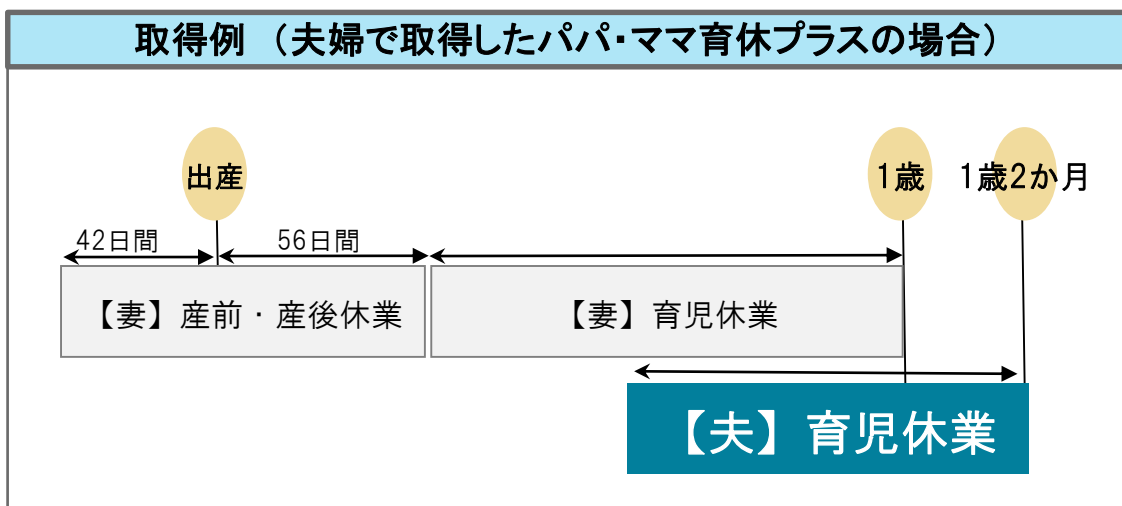 取得例 (夫婦で取得したパパ・ママ育休プラスの場合)
出産
1歳
1歳2か月
42日間
56日間
【妻】産前・産後休業
【妻】育児休業
【夫】育児休業